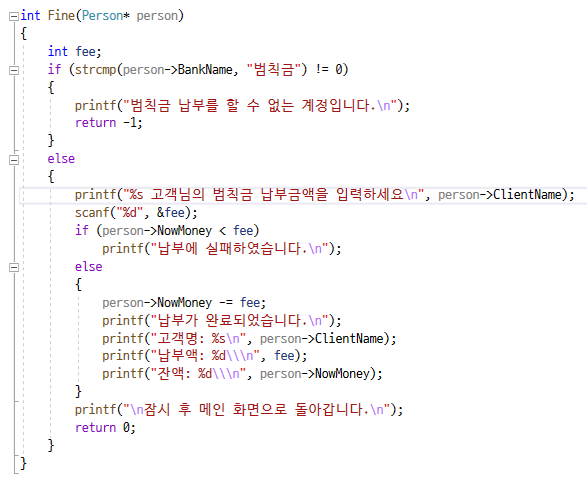 int Fine(Person* person)
{
    int fee;
    if (strcmp(person->BankName, "범칙금") != 0)
    {
        printf("범칙금 납부를 할 수 없는 계정입니다.\n");
        return -1;
    }
    else
    {
        printf("%s 고객님의 범칙금 납부금액을 입력하세요\n", person->ClientName);
        scanf("%d", &fee);
        if (person->NowMoney < fee)
            printf("납부에 실패하였습니다.\n");
        else
        {
            person->NowMoney -= fee;
            printf("납부가 완료되었습니다.\n");
            printf("고객명: %s\n", person->ClientName);
            printf("납부액: %d\\\n", fee);
            printf("잔액: %d\\\n", person->NowMoney);
        }
        printf("\n잠시 후 메인 화면으로 돌아갑니다.\n");
        return 0;
    }
}